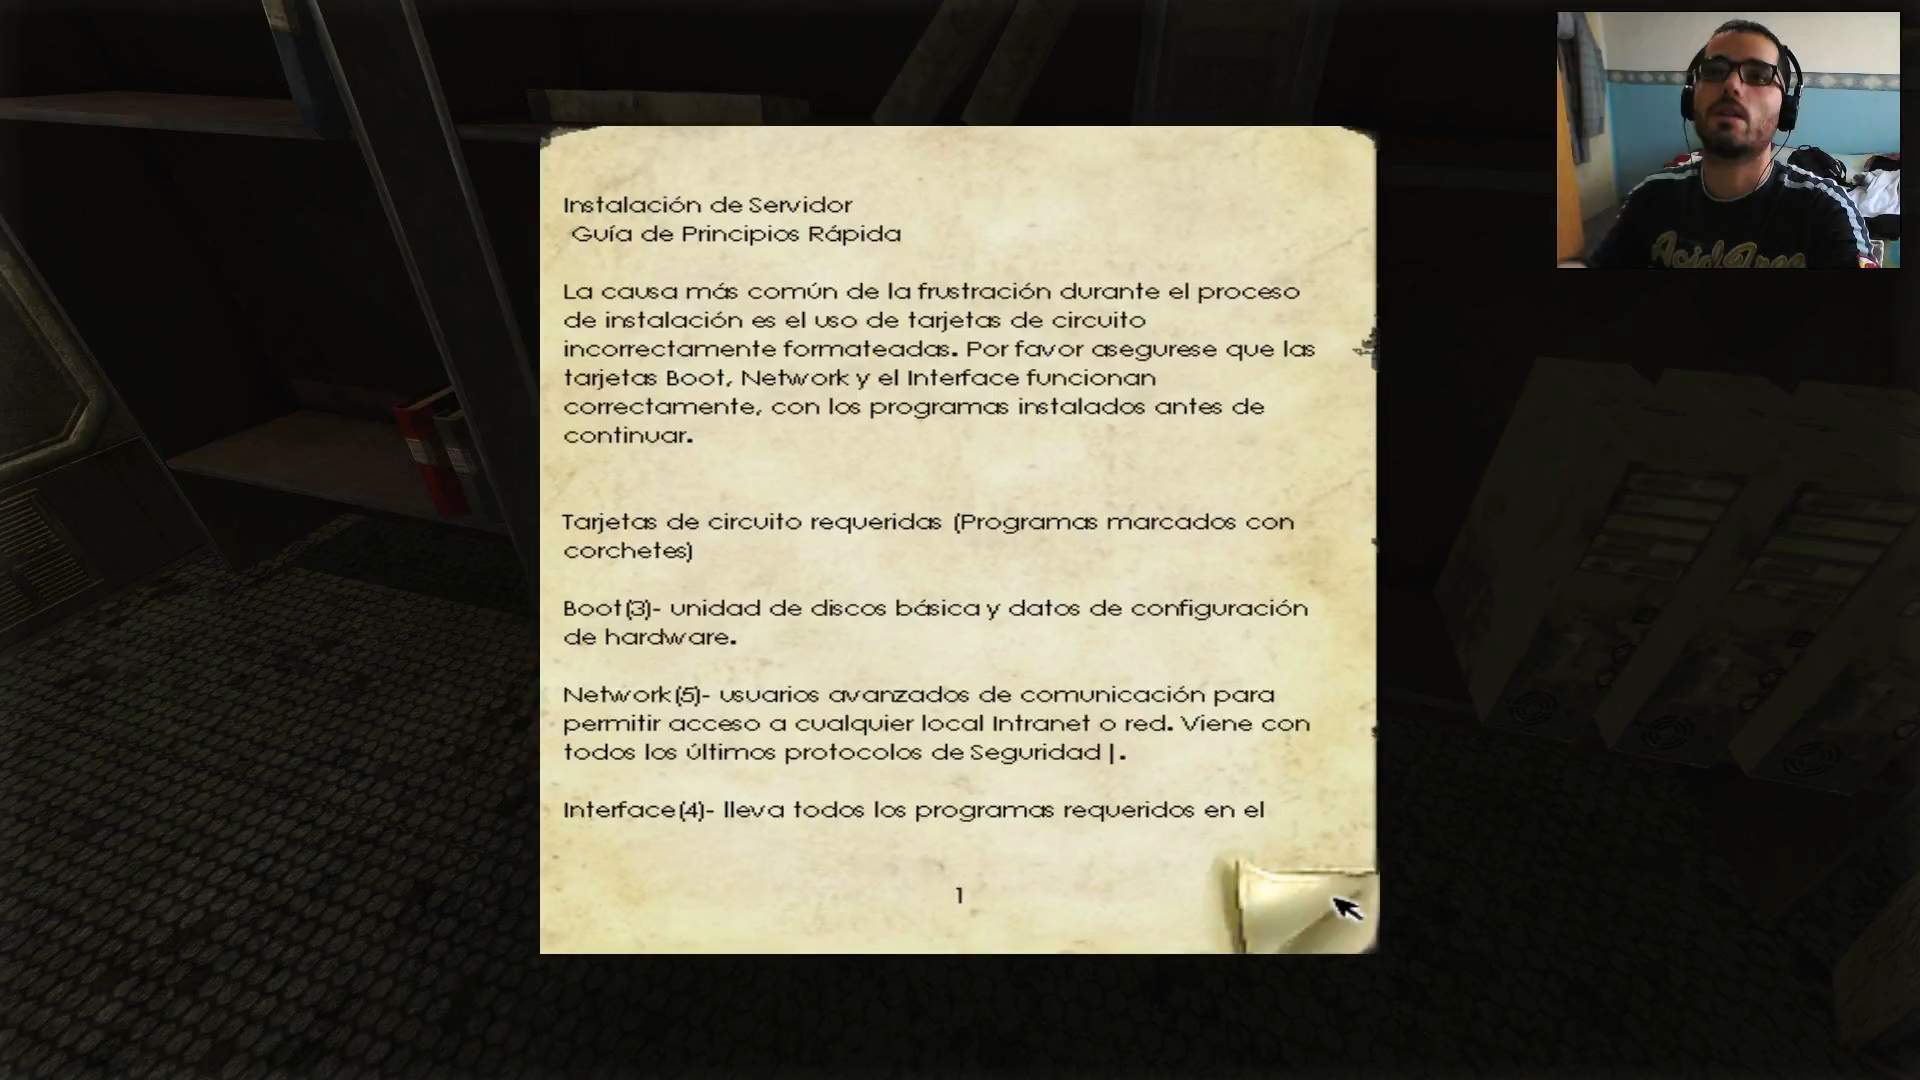 Instalación de Servidor
Guía de Principios Rápida
La causa más común de la frustración durante el proceso
de instalación es el uso de tarjetas de circuito
incorrectamente formateadas. Por favor asegurese que las
tarjetas Boot, Network y el Interface funcionan
correctamente, con los programas instalados antes de
continuar.
Tarjetas de circuito requeridas (Programas marcados con
corchetes)
Boot(3)- unidad de discos básica y datos de configuración
de hardware.
Network(5)- usuarios avanzados de comunicación para
permitir acceso a cualquier local Intranet o red. Viene con
todos los últimos protocolos de Seguridad |.
Interface(4)- lleva todos los programas requeridos en el
1